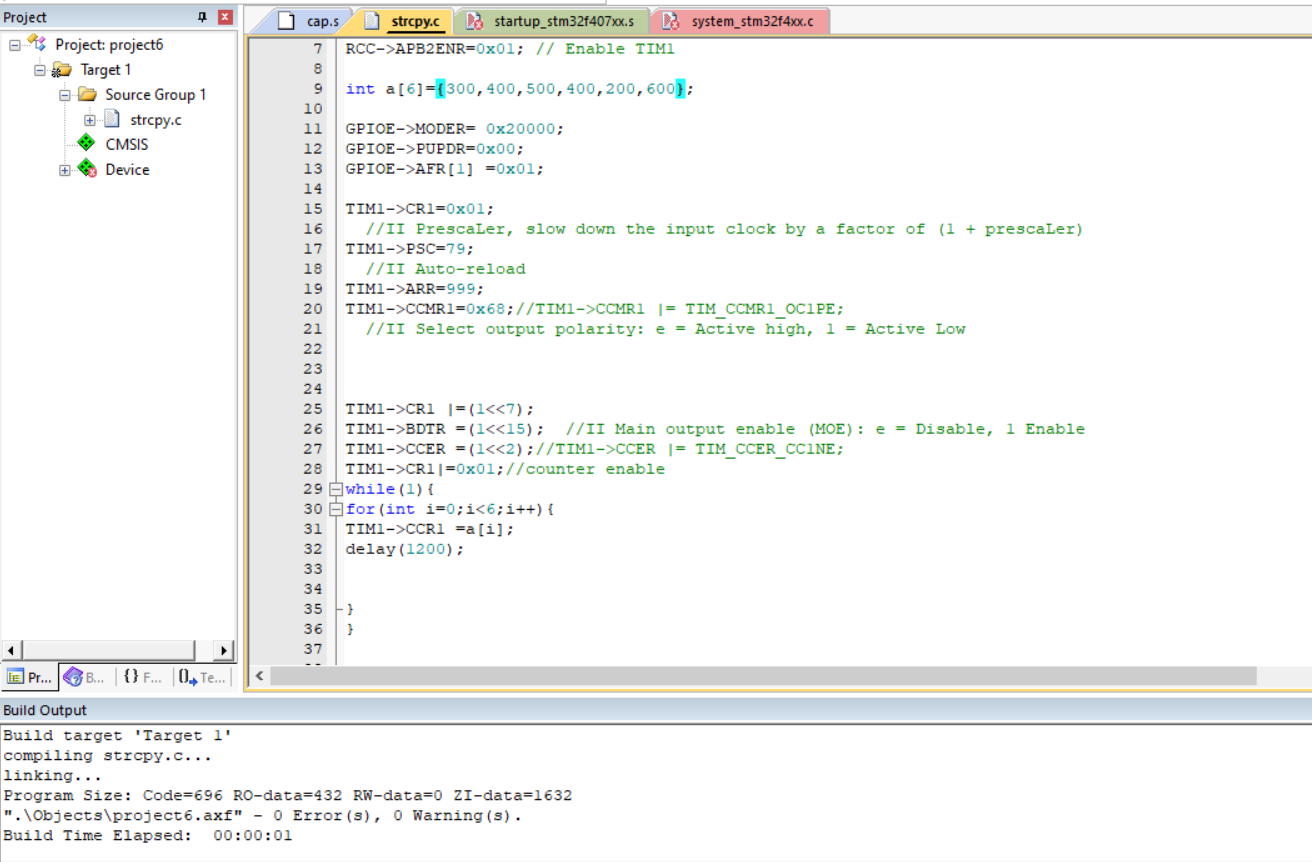 Project
Project: project6
Target 1
Source Group 1
strcpy.c
CMSIS
Device
Pr...
B...
{} F...
Te...
cap.s
strcpy.c
startup_stm32f407xx.s
system_stm32f4xx.c
7 RCC->APB2ENR=0x01; // Enable TIM1
8
9 int a[6]={300,400,500,400,200,600};
10
11 GPIOE->MODER= 0x20000;
12 GPIOE->PUPDR=0x00;
13 GPIOE->AFR[1] =0x01;
14
15 TIM1->CR1=0x01;
16 //II PrescaLer, slow down the input clock by a factor of (1 + prescaLer)
17 TIM1->PSC=79;
18 //II Auto-reload
19 TIM1->ARR=999;
20 TIM1->CCMR1=0x68;//TIM1->CCMR1 |= TIM_CCMR1_OC1PE;
21 //II Select output polarity: e = Active high, 1 = Active Low
22
23
24
25 TIM1->CR1 |=(1<<7);
26 TIM1->BDTR =(1<<15); //II Main output enable (MOE): e = Disable, 1 Enable
27 TIM1->CCER =(1<<2);//TIM1->CCER |= TIM_CCER_CC1NE;
28 TIM1->CR1|=0x01;//counter enable
29 while(1){
30 for(int i=0;i<6;i++){
31 TIM1->CCR1 =a[i];
32 delay(1200);
33
34
35 }
36 }
37
Build Output
Build target 'Target 1'
compiling strcpy.c...
linking...
Program Size: Code=696 RO-data=432 RW-data=0 ZI-data=1632
".\Objects\project6.axf" - 0 Error(s), 0 Warning(s).
Build Time Elapsed:  00:00:01